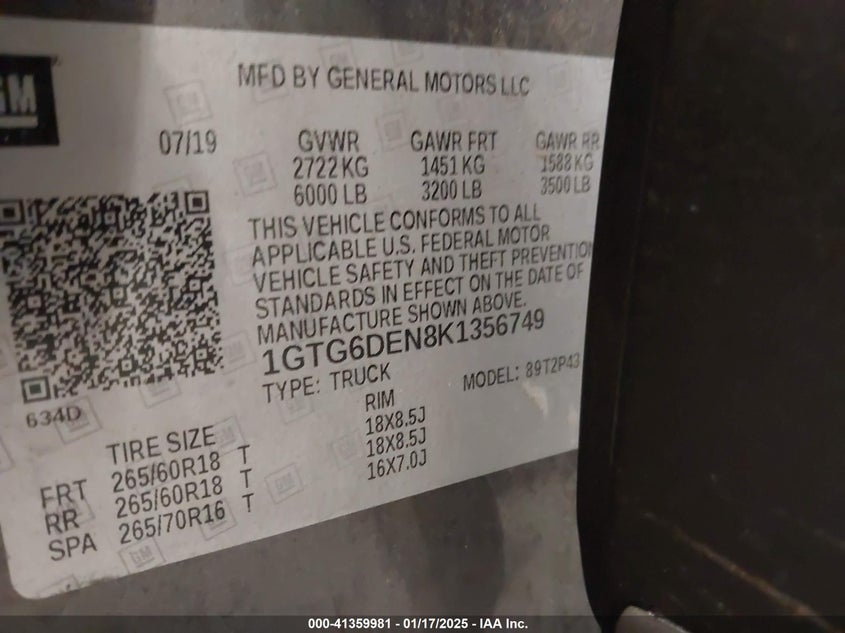 GM
MFD BY GENERAL MOTORS LLC
07/19 GVWR GAWR FRT GAWR RR
2722 KG 1451 KG 1588 KG
6000 LB 3200 LB 3500 LB
THIS VEHICLE CONFORMS TO ALL
APPLICABLE U.S. FEDERAL MOTOR
VEHICLE SAFETY AND THEFT PREVENTION
STANDARDS IN EFFECT ON THE DATE OF
MANUFACTURE SHOWN ABOVE.
1GTG6DEN8K1356749
TYPE: TRUCK MODEL: 89T2P43
634D
TIRE SIZE RIM
FRT 265/60R18 T 18X8.5J
RR 265/60R18 T 18X8.5J
SPA 265/70R16 T 16X7.0J
000-41359981 - 01/17/2025 - IAA Inc.